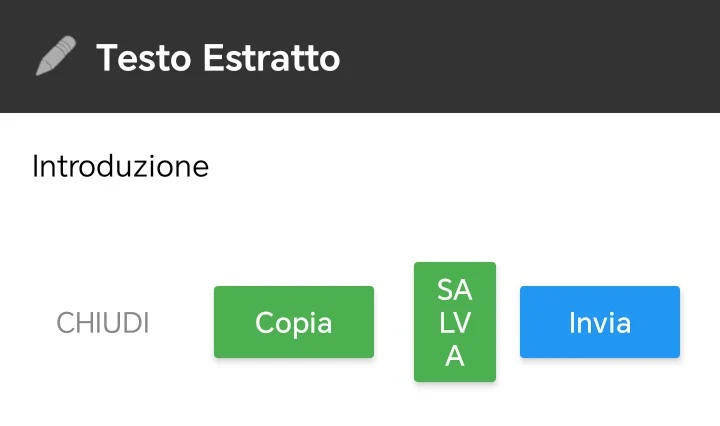 Testo Estratto
Introduzione
CHIUDI
Copia
SA
LV
A
Invia